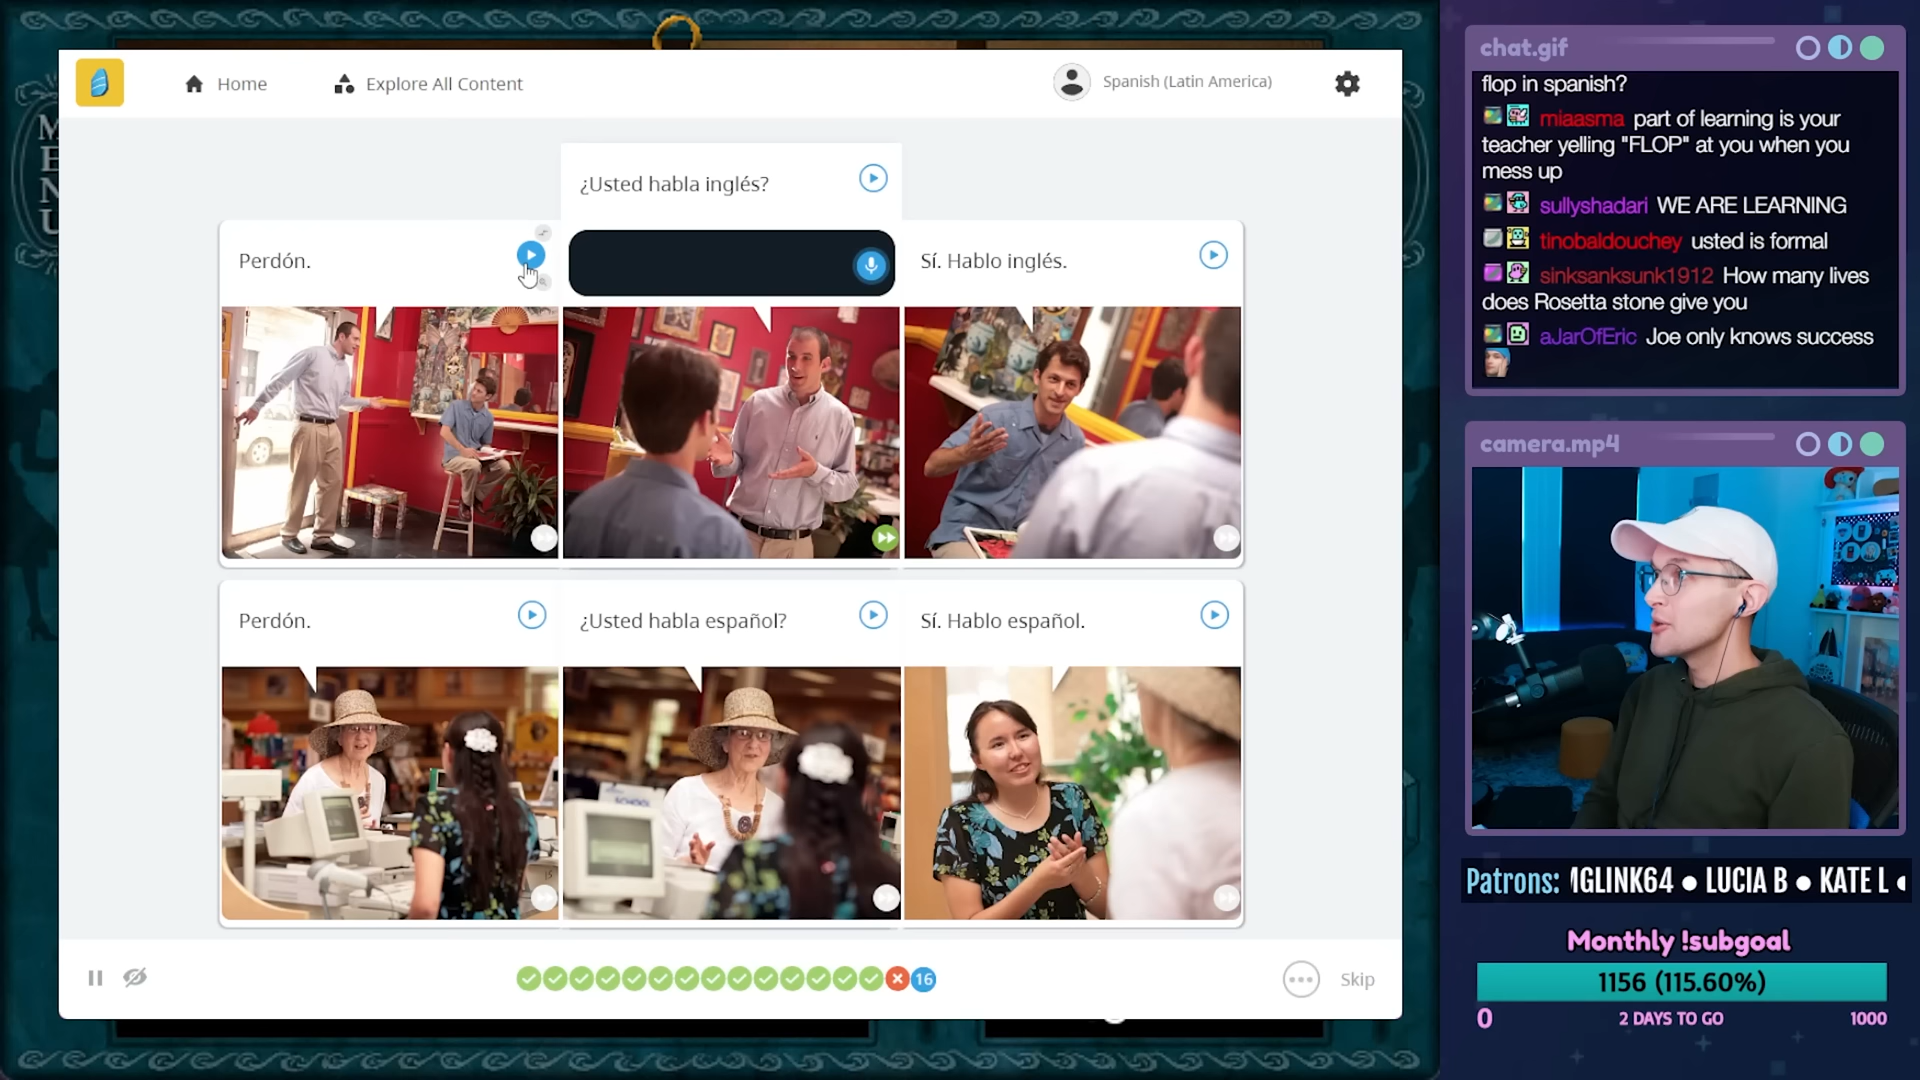 Home
Explore All Content
Spanish (Latin America)
¿Usted habla inglés?
Perdón.
Sí. Hablo inglés.
Perdón.
¿Usted habla español?
Sí. Hablo español.
16
Skip
MENU
chat.gif
flop in spanish?
miaasma part of learning is your
teacher yelling "FLOP" at you when you
mess up
sullyshadari WE ARE LEARNING
tinobaldouchey usted is formal
sinksanksunk1912 How many lives
does Rosetta stone give you
aJarOfEric Joe only knows success
camera.mp4
Patrons: IGLINK64 ● LUCIA B ● KATE L
Monthly !subgoal
1156 (115.60%)
0
2 DAYS TO GO
1000